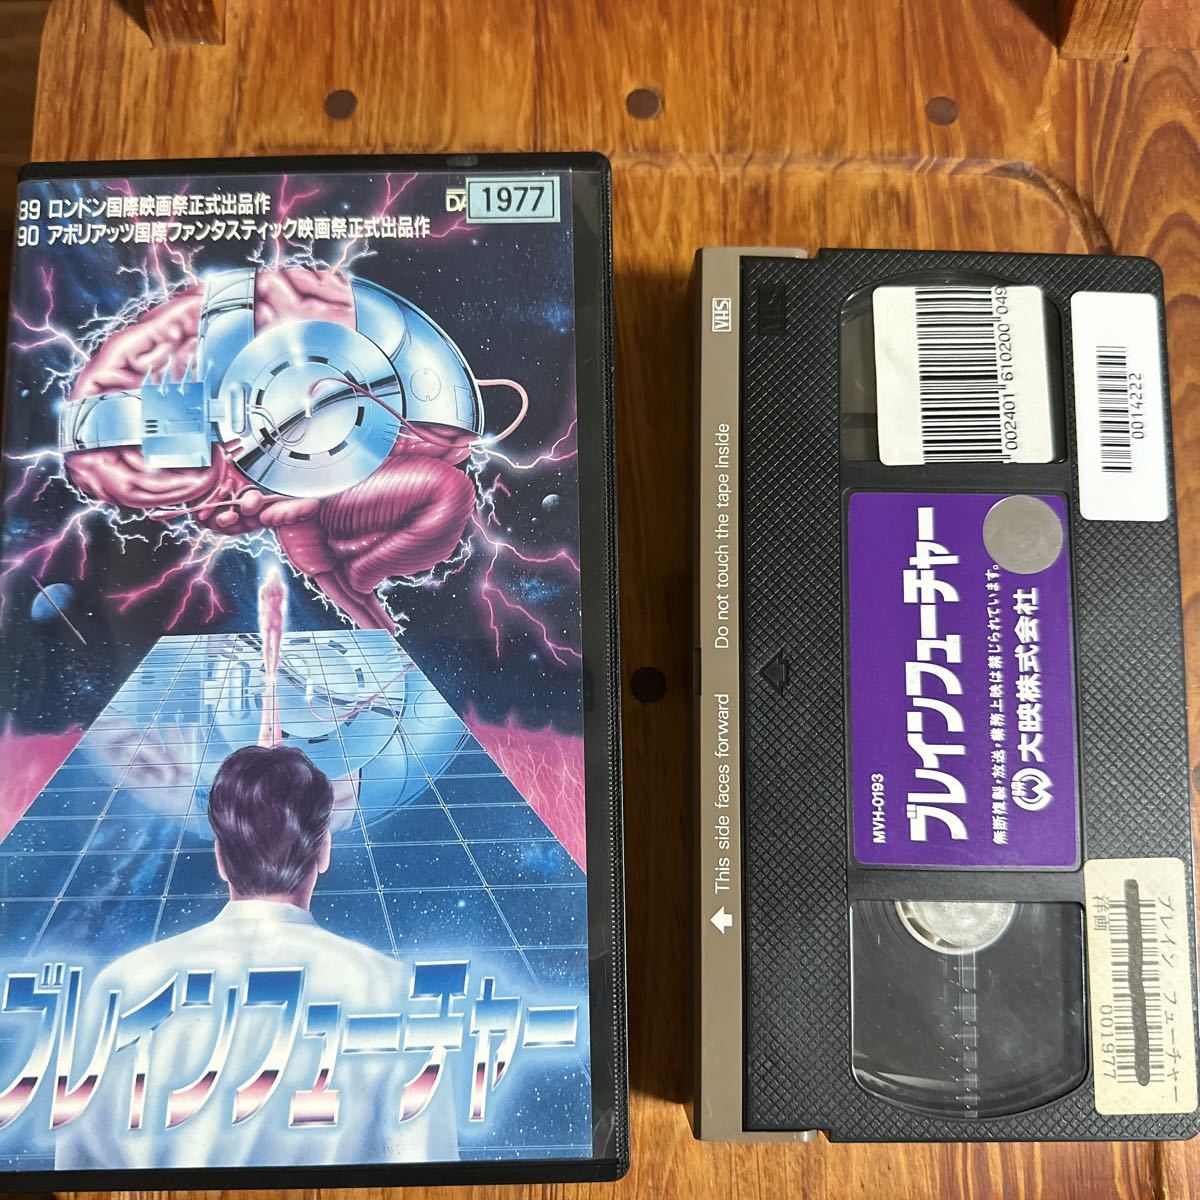 '89 ロンドン国際映画祭正式出品作
'90 アボリアッツ国際ファンタスティック映画祭正式出品作
1977
ブレインフューチャー
VHS
Do not touch the tape inside
This side faces forward
002401 610200 049
0014222
ブレインフューチャー
無断複製・放送・業務上映は禁じられています。
大映株式会社
MVH-0193
ブレイン フューチャー
洋画
001977